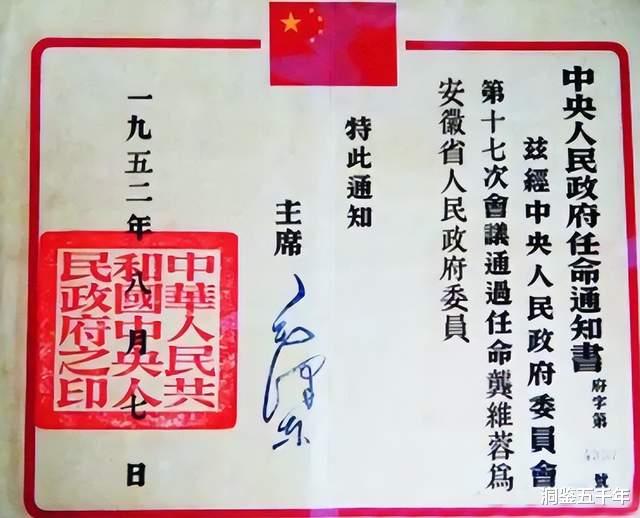 中央人民政府任命通知書
府字第 號
茲經中央人民政府委員會
第十七次會議通過任命龔維蓉爲
安徽省人民政府委員
特此通知
主席 毛澤东
一九五二年八月七日
中華人民共
和國中央人
民政府之印
洞鉴五千年